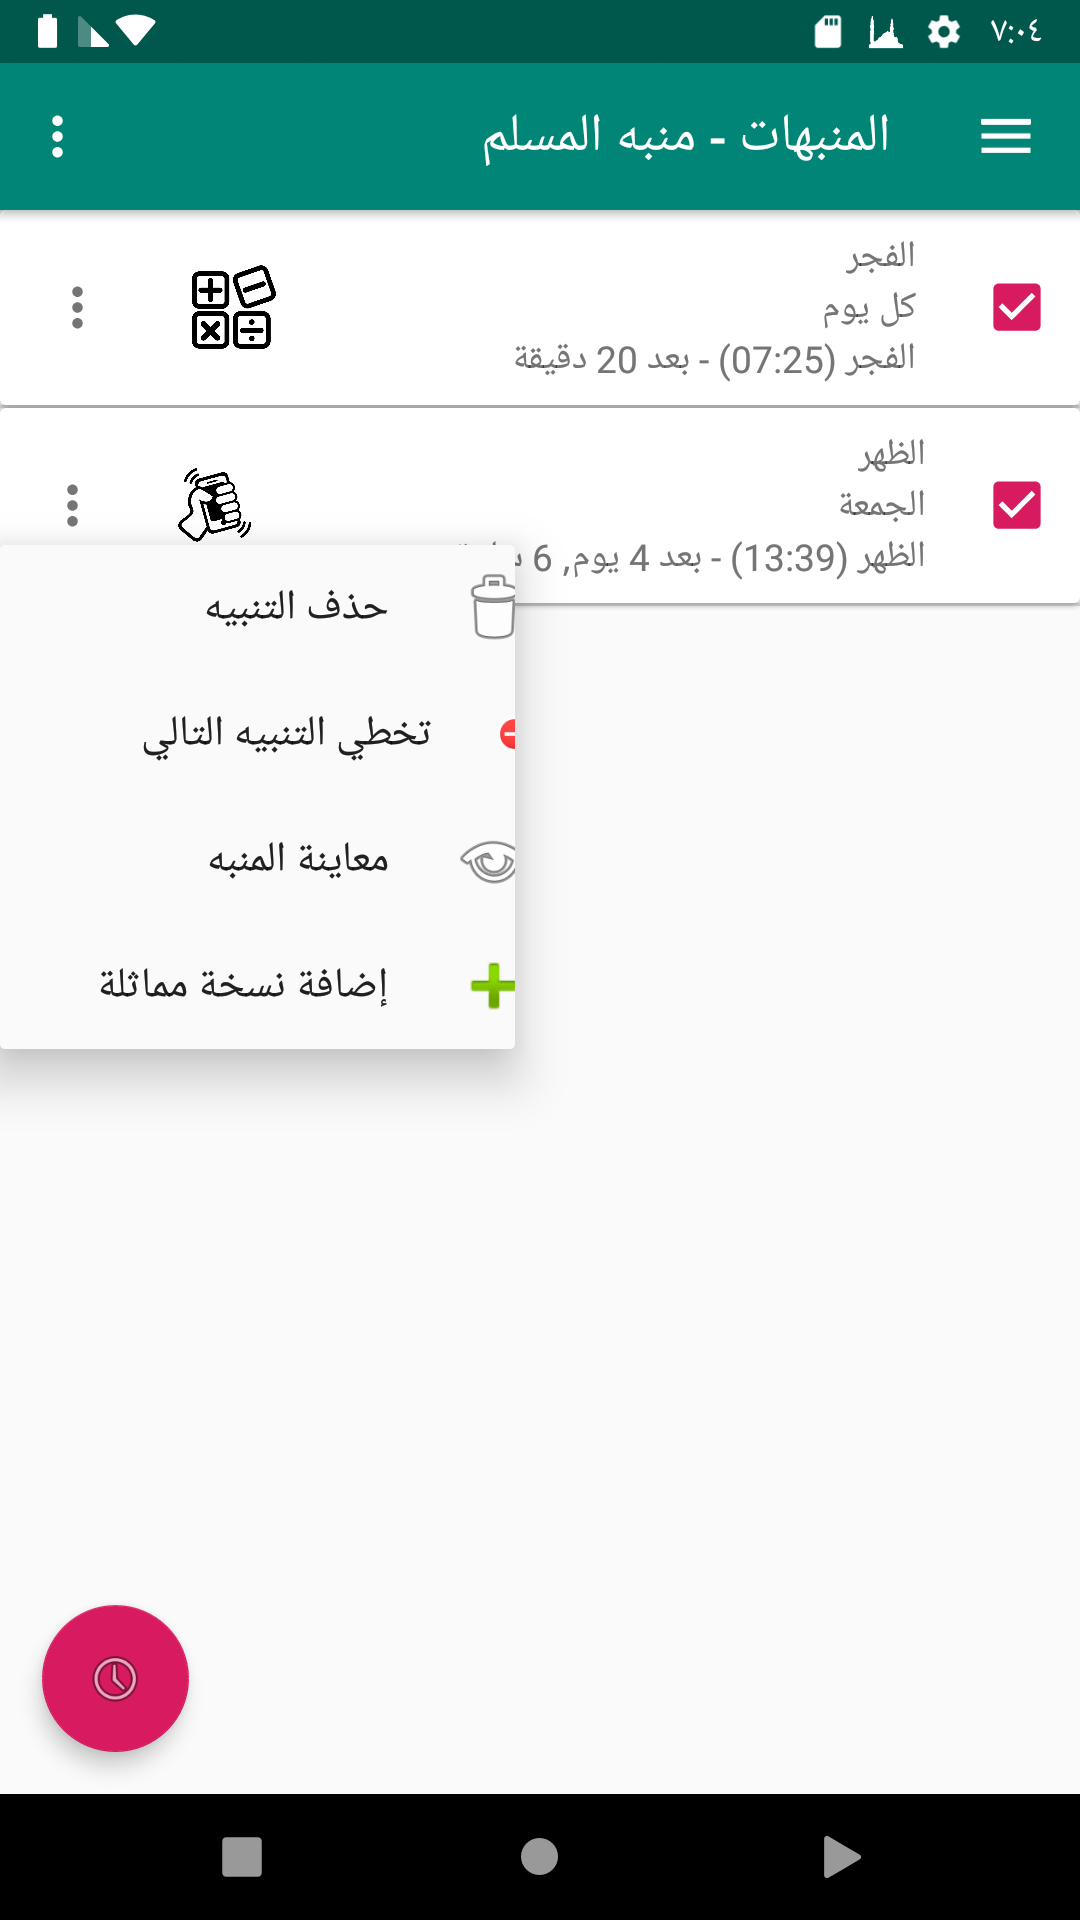 ٧:٠٤
المنبهات - منبه المسلم
الفجر
كل يوم
الفجر (07:25) - بعد 20 دقيقة
الظهر
الجمعة
الظهر (13:39) - بعد 4 يوم, 6
حذف التنبيه
تخطي التنبيه التالي
معاينة المنبه
إضافة نسخة مماثلة